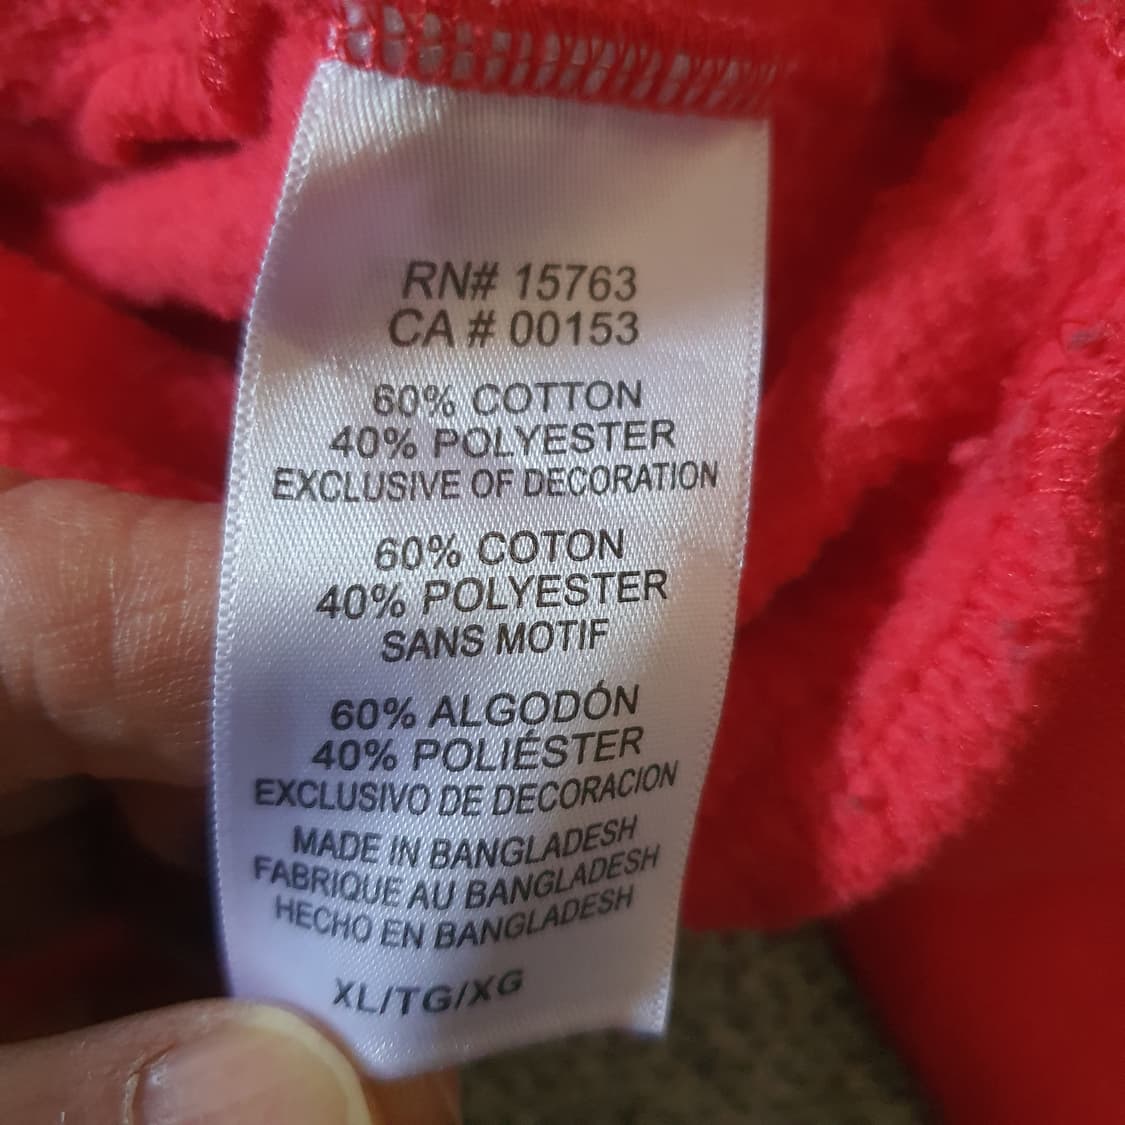 RN# 15763
CA # 00153
60% COTTON
40% POLYESTER
EXCLUSIVE OF DECORATION
60% COTON
40% POLYESTER
SANS MOTIF
60% ALGODÓN
40% POLIÉSTER
EXCLUSIVO DE DECORACION
MADE IN BANGLADESH
FABRIQUE AU BANGLADESH
HECHO EN BANGLADESH
XL/TG/XG